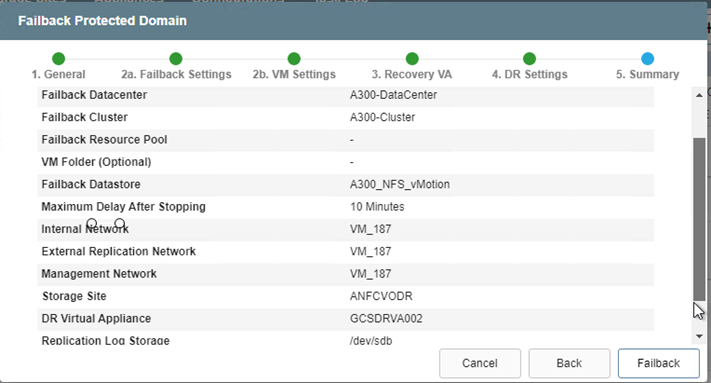 Failback Protected Domain
1. General 2a. Failback Settings 2b. VM Settings 3. Recovery VA 4. DR Settings 5. Summary
Failback Datacenter A300-DataCenter
Failback Cluster A300-Cluster
Failback Resource Pool -
VM Folder (Optional) -
Failback Datastore A300_NFS_vMotion
Maximum Delay After Stopping 10 Minutes
Internal Network VM_187
External Replication Network VM_187
Management Network VM_187
Storage Site ANFCVODR
DR Virtual Appliance GCSDRVA002
Replication Log Storage /dev/sdb
Cancel Back Failback